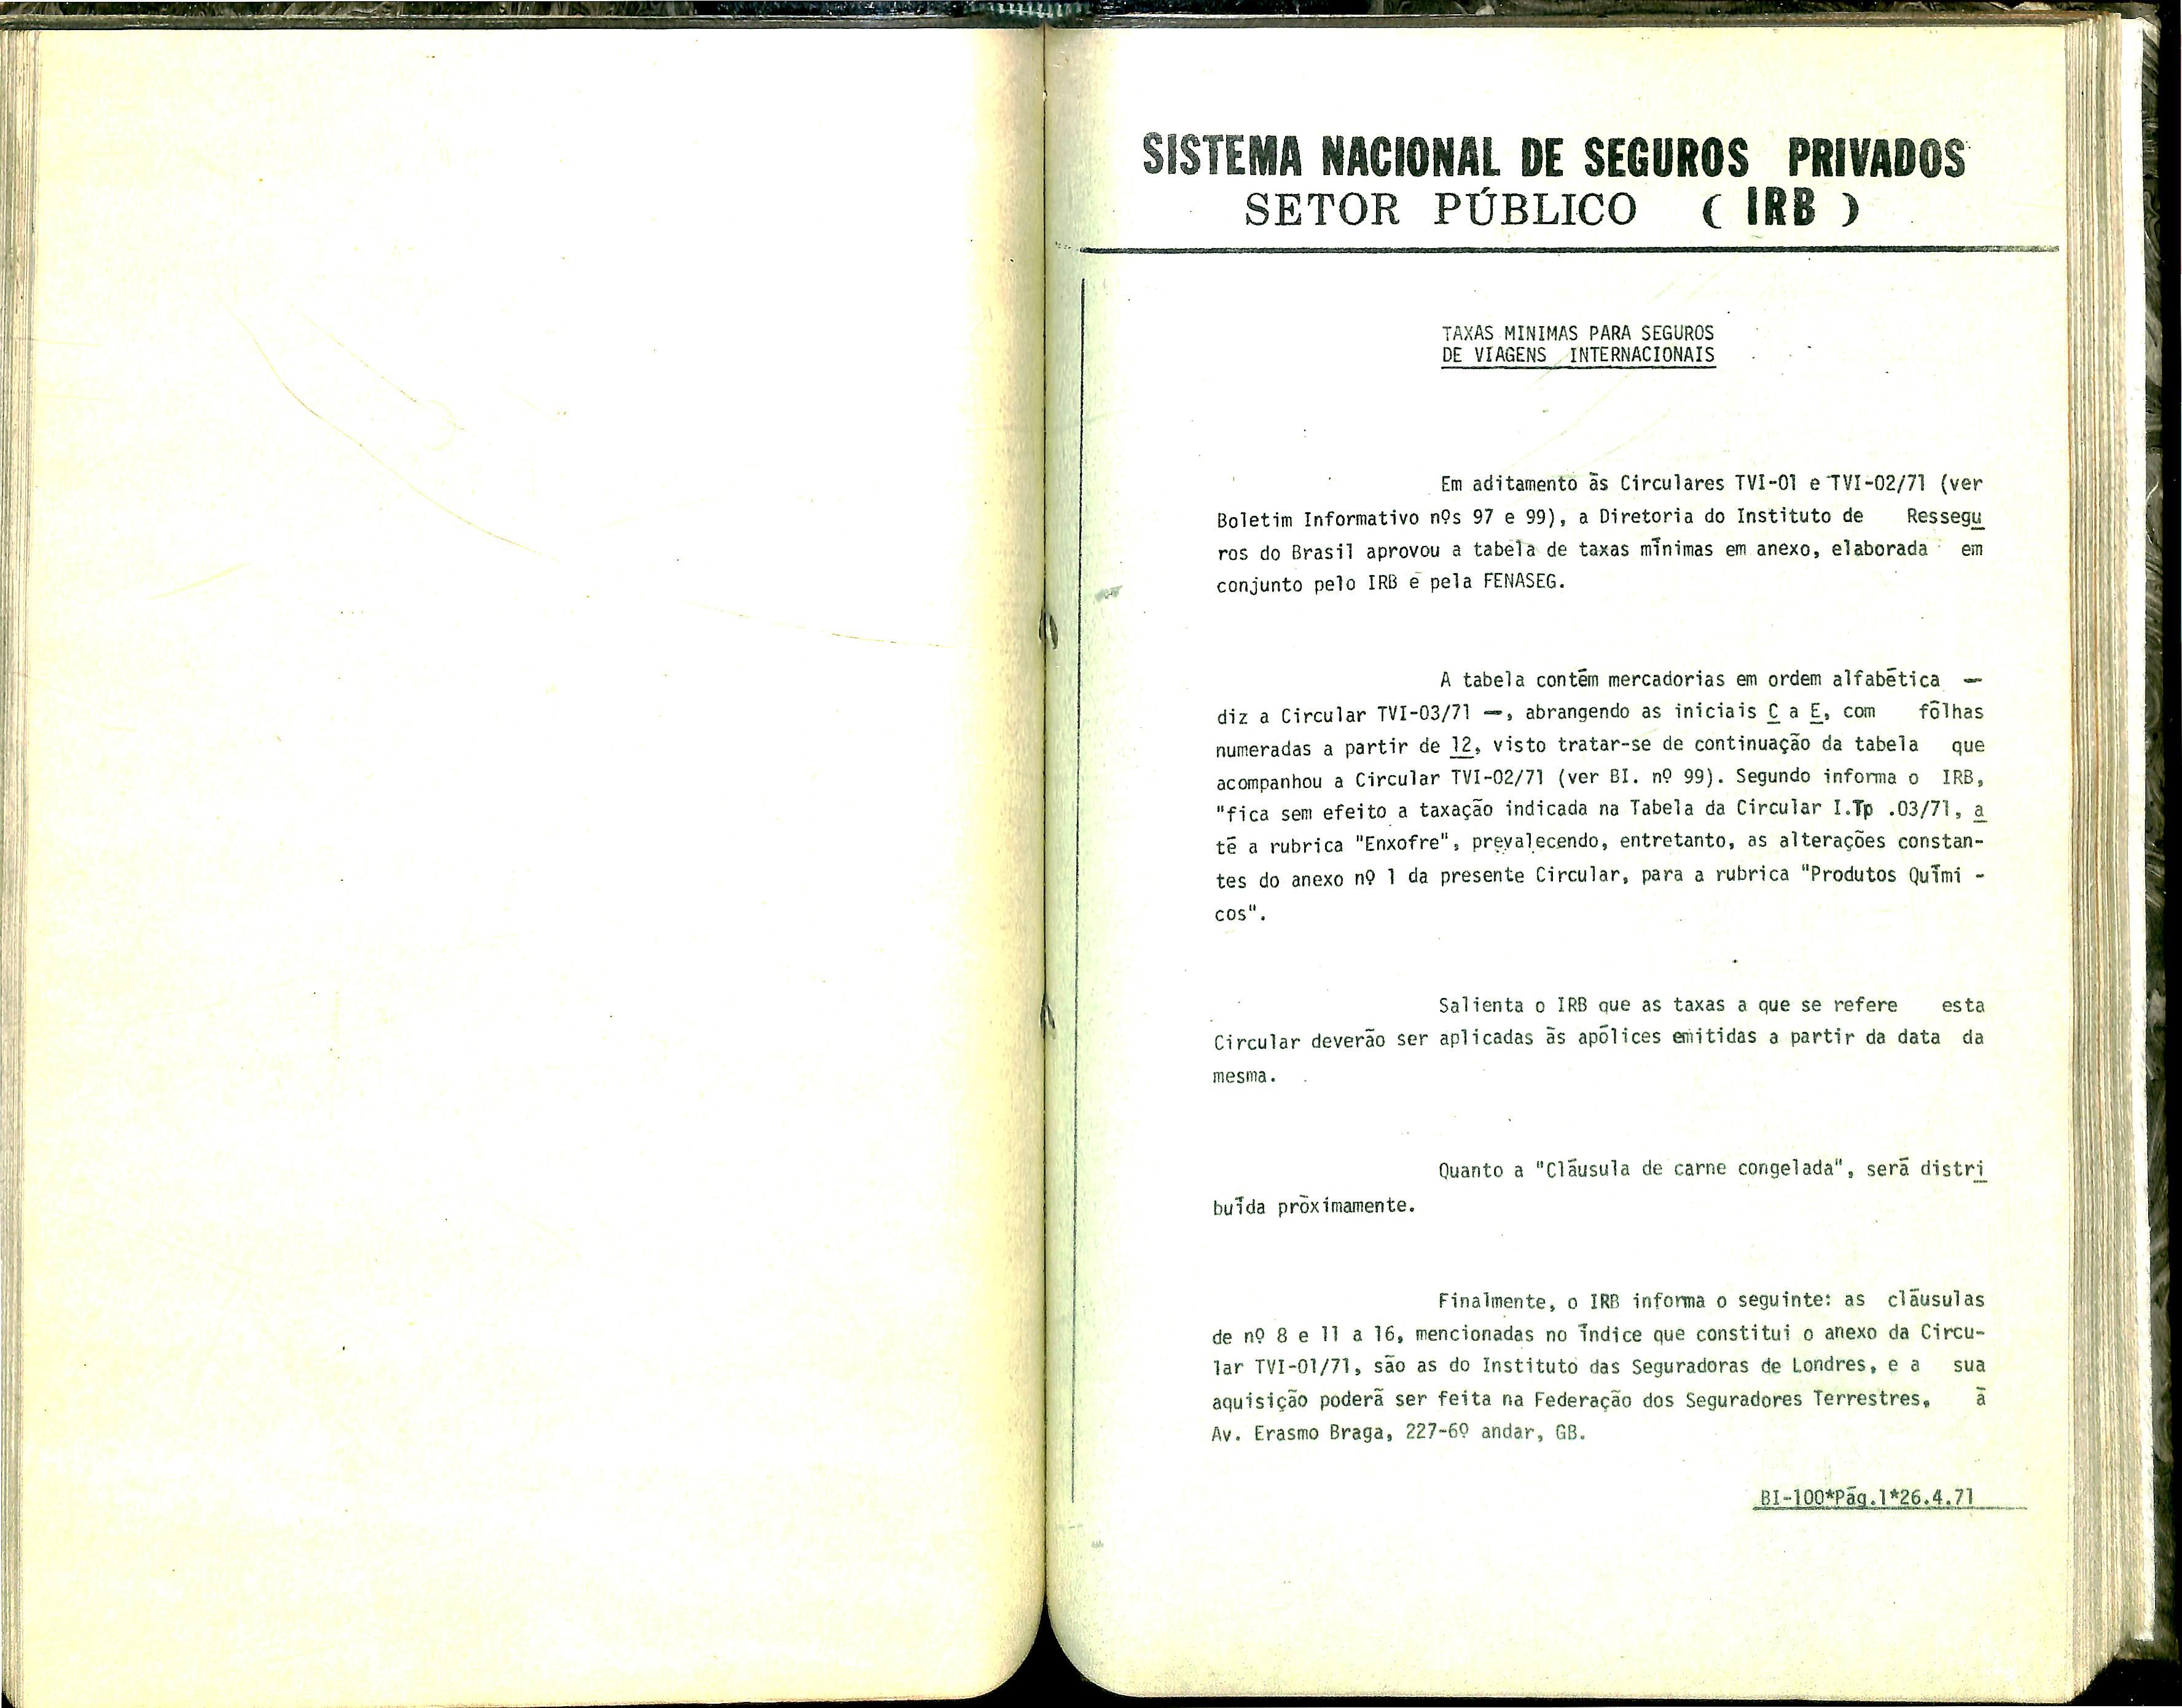 SISTEMA NACIONAL DE SEGUROS PRIVADOS
SETOR PÚBLICO ( IRB )
TAXAS MINIMAS PARA SEGUROS
DE VIAGENS INTERNACIONAIS
Em aditamento às Circulares TVI-01 e TVI-02/71 (ver
Boletim Informativo nºs 97 e 99), a Diretoria do Instituto de Ressegu
ros do Brasil aprovou a tabela de taxas mínimas em anexo, elaborada em
conjunto pelo IRB e pela FENASEG.
A tabela contém mercadorias em ordem alfabética —
diz a Circular TVI-03/71 —, abrangendo as iniciais C a E, com fôlhas
numeradas a partir de 12, visto tratar-se de continuação da tabela que
acompanhou a Circular TVI-02/71 (ver BI. nº 99). Segundo informa o IRB,
"fica sem efeito a taxação indicada na Tabela da Circular I.Tp .03/71, a
té a rubrica "Enxofre", prevalecendo, entretanto, as alterações constan-
tes do anexo nº 1 da presente Circular, para a rubrica "Produtos Quími -
cos".
Salienta o IRB que as taxas a que se refere esta
Circular deverão ser aplicadas às apólices emitidas a partir da data da
mesma.
Quanto a "Cláusula de carne congelada", será distri
buída pròximamente.
Finalmente, o IRB informa o seguinte: as cláusulas
de nº 8 e 11 a 16, mencionadas no índice que constitui o anexo da Circu-
lar TVI-01/71, são as do Instituto das Seguradoras de Londres, e a sua
aquisição poderá ser feita na Federação dos Seguradores Terrestres, à
Av. Erasmo Braga, 227-6º andar, GB.
BI-100*Pág.1*26.4.71